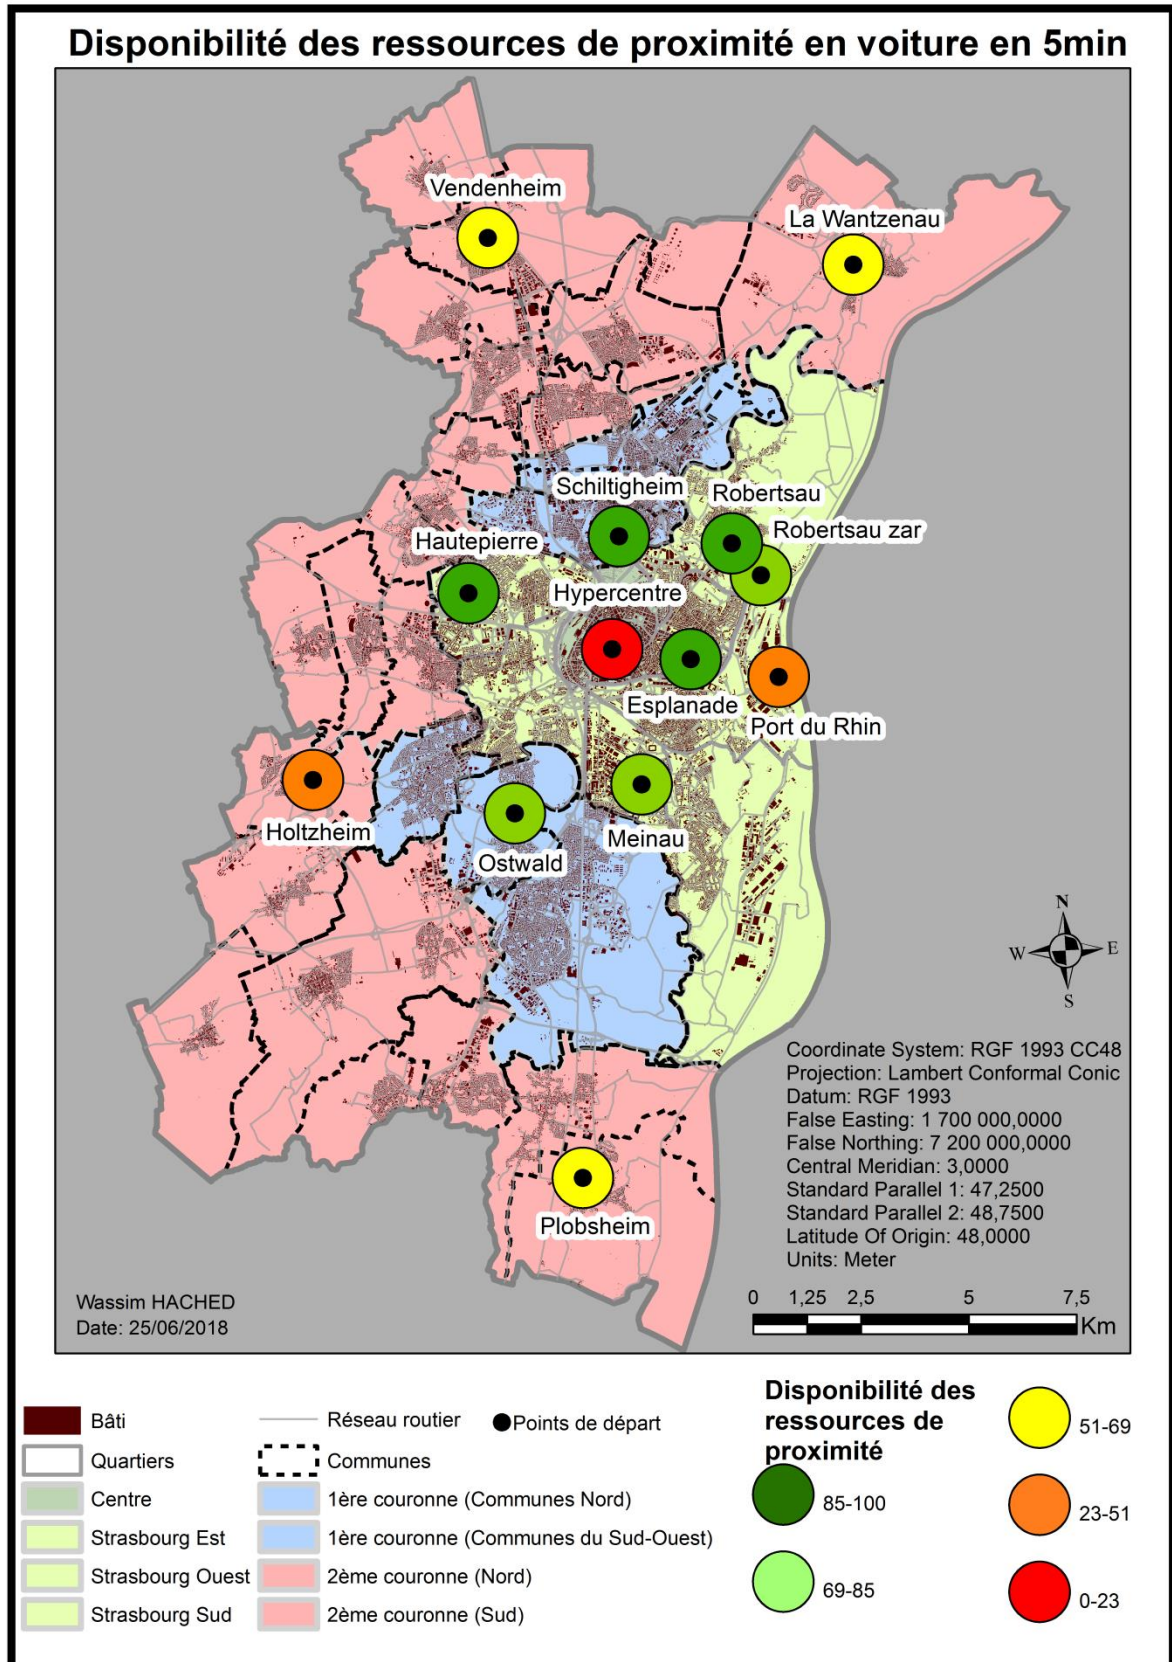 Disponibilité des ressources de proximité en voiture en 5min
Vendenheim
La Wantzenau
Schiltigheim
Robertsau
Robertsau zar
Hautepierre
Hypercentre
Esplanade
Port du Rhin
Holtzheim
Ostwald
Meinau
Plobsheim
N
W
E
S
Coordinate System: RGF 1993 CC48
Projection: Lambert Conformal Conic
Datum: RGF 1993
False Easting: 1 700 000,0000
False Northing: 7 200 000,0000
Central Meridian: 3,0000
Standard Parallel 1: 47,2500
Standard Parallel 2: 48,7500
Latitude Of Origin: 48,0000
Units: Meter
0 1,25 2,5 5 7,5
Km
Wassim HACHED
Date: 25/06/2018
Bâti
Quartiers
Centre
Strasbourg Est
Strasbourg Ouest
Strasbourg Sud
Réseau routier
Points de départ
Communes
1ère couronne (Communes Nord)
1ère couronne (Communes du Sud-Ouest)
2ème couronne (Nord)
2ème couronne (Sud)
Disponibilité des
ressources de
proximité
85-100
69-85
51-69
23-51
0-23